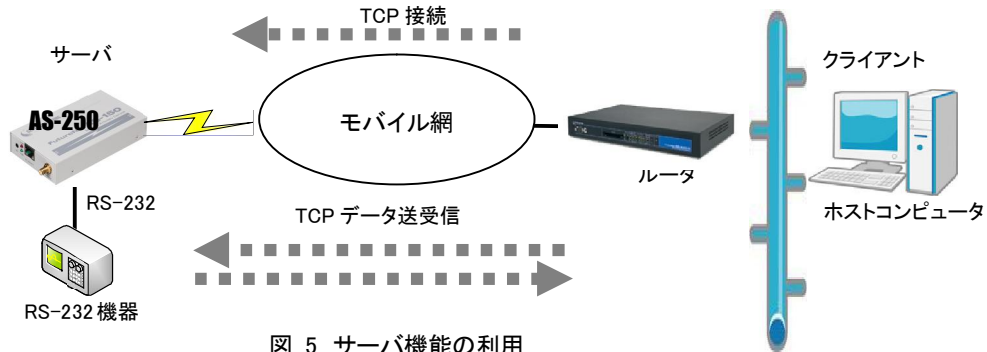 TCP 接続
サーバ
クライアント
AS-250
モバイル網
ルータ
RS-232
ホストコンピュータ
TCP データ送受信
RS-232 機器
図 5 サーバ機能の利用